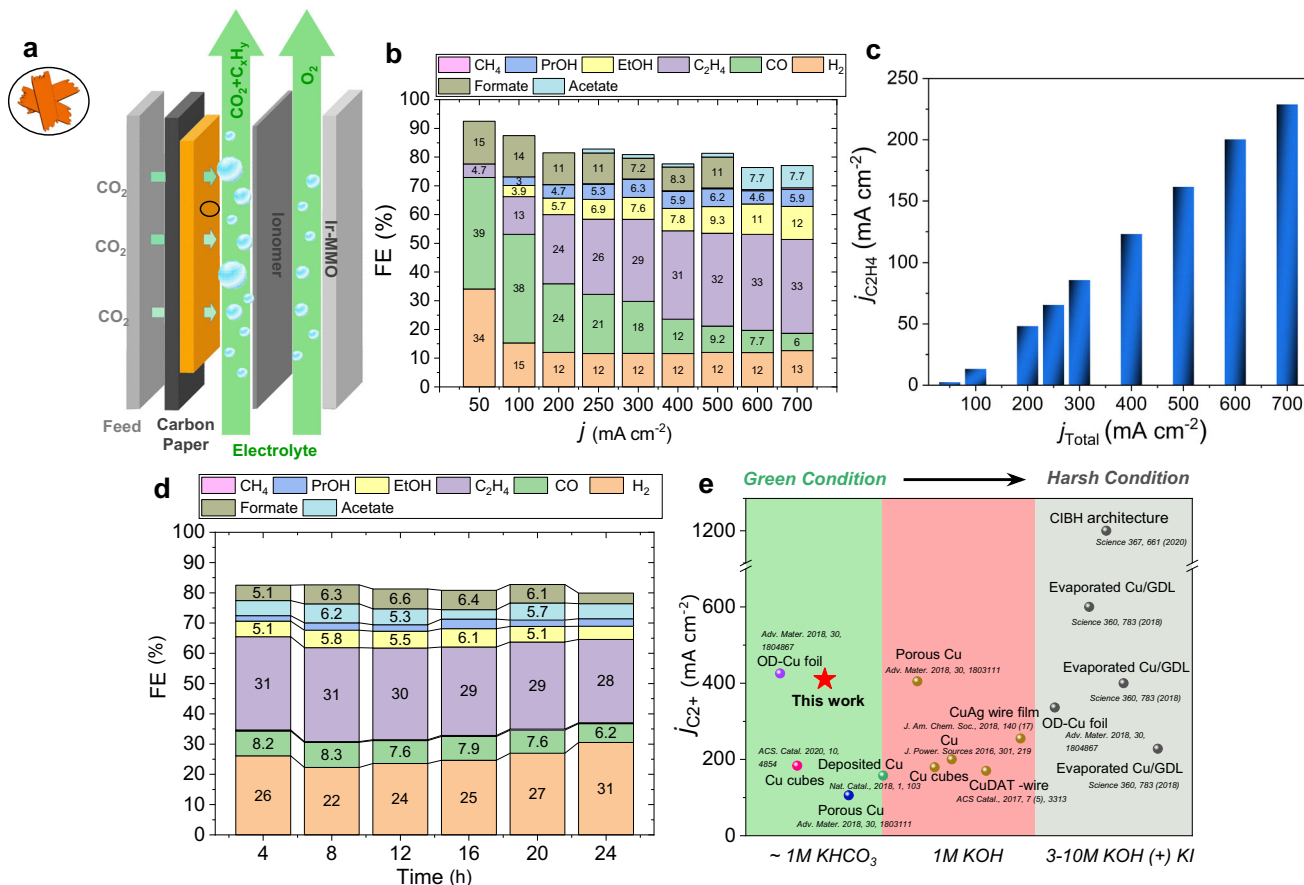 a
CO2+CxHy
O2
CO2
CO2
CO2
Ionomer
Ir-MMO
Feed
Carbon
Paper
Electrolyte
b
CH4 PrOH EtOH C2H4 CO H2
Formate Acetate
FE (%)
100
90
80
70
60
50
40
30
20
10
0
15
4.7
39
34
14
3
3.9
13
38
15
11
4.7
5.7
24
24
12
11
5.3
6.9
26
21
12
7.2
6.3
7.6
29
18
12
8.3
5.9
7.8
31
12
12
11
6.2
9.3
32
9.2
12
7.7
4.6
11
33
7.7
12
7.7
5.9
12
33
6
13
50 100 200 250 300 400 500 600 700
j (mA cm-2)
c
jC2H4 (mA cm-2)
250
200
150
100
50
0
100 200 300 400 500 600 700
jTotal (mA cm-2)
d
CH4 PrOH EtOH C2H4 CO H2
Formate Acetate
FE (%)
100
90
80
70
60
50
40
30
20
10
0
5.1
5.1
31
8.2
26
6.3
6.2
5.8
31
8.3
22
6.6
5.3
5.5
30
7.6
24
6.4
6.1
29
7.9
25
6.1
5.7
5.1
29
7.6
27
28
6.2
31
4 8 12 16 20 24
Time (h)
e
Green Condition Harsh Condition
jC2+ (mA cm-2)
1200
600
400
200
0
CIBH architecture
Science 367, 661 (2020)
Evaporated Cu/GDL
Science 360, 783 (2018)
Adv. Mater. 2018, 30,
1804867
OD-Cu foil
This work
Porous Cu
Adv. Mater. 2018, 30, 1803111
Evaporated Cu/GDL
Science 360, 783 (2018)
CuAg wire film
J. Am. Chem. Soc., 2018, 140 (17)
OD-Cu foil
Adv. Mater. 2018, 30,
1804867
Cu
J. Power Sources 2016, 301, 219
ACS. Catal. 2020, 10,
4854
Cu cubes
Deposited Cu
Nat. Catal., 2018, 1, 103
Cu cubes
CuDAT -wire
ACS Catal., 2017, 7 (5), 3313
Evaporated Cu/GDL
Science 360, 783 (2018)
Porous Cu
Adv. Mater. 2018, 30, 1803111
~ 1M KHCO3 1M KOH 3-10M KOH (+) KI